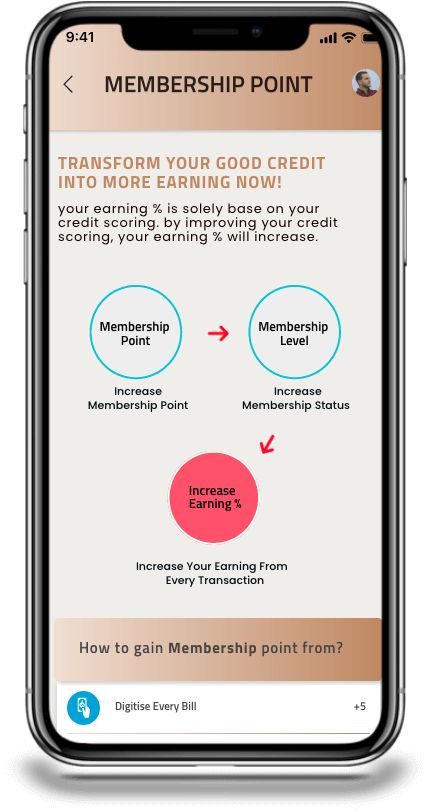 9:41
MEMBERSHIP POINT
TRANSFORM YOUR GOOD CREDIT
INTO MORE EARNING NOW!
your earning % is solely base on your
credit scoring. by improving your credit
scoring, your earning % will increase.
Membership
Point
Membership
Level
Increase
Membership Point
Increase
Membership Status
Increase
Earning %
Increase Your Earning From
Every Transaction
How to gain Membership point from?
Digitise Every Bill
+5